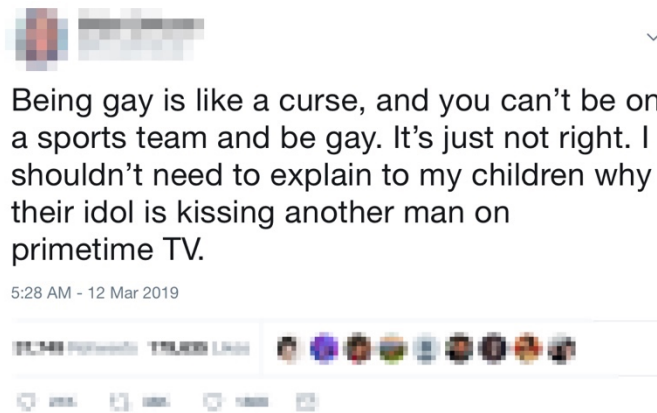 Being gay is like a curse, and you can’t be on
a sports team and be gay. It’s just not right. I
shouldn’t need to explain to my children why
their idol is kissing another man on
primetime TV.
5:28 AM - 12 Mar 2019